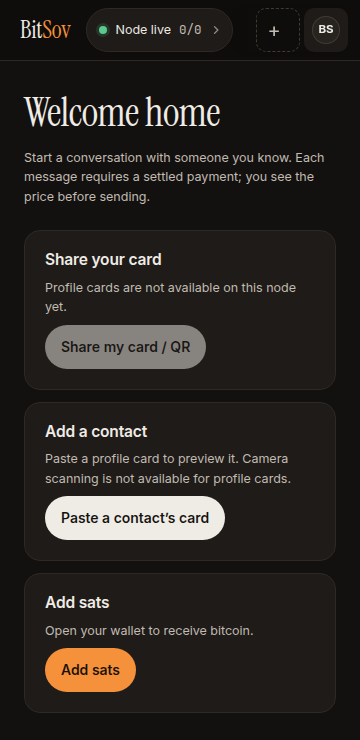 BitSov
Node live 0/0 >
+
BS
Welcome home
Start a conversation with someone you know. Each
message requires a settled payment; you see the
price before sending.
Share your card
Profile cards are not available on this node
yet.
Share my card / QR
Add a contact
Paste a profile card to preview it. Camera
scanning is not available for profile cards.
Paste a contact’s card
Add sats
Open your wallet to receive bitcoin.
Add sats